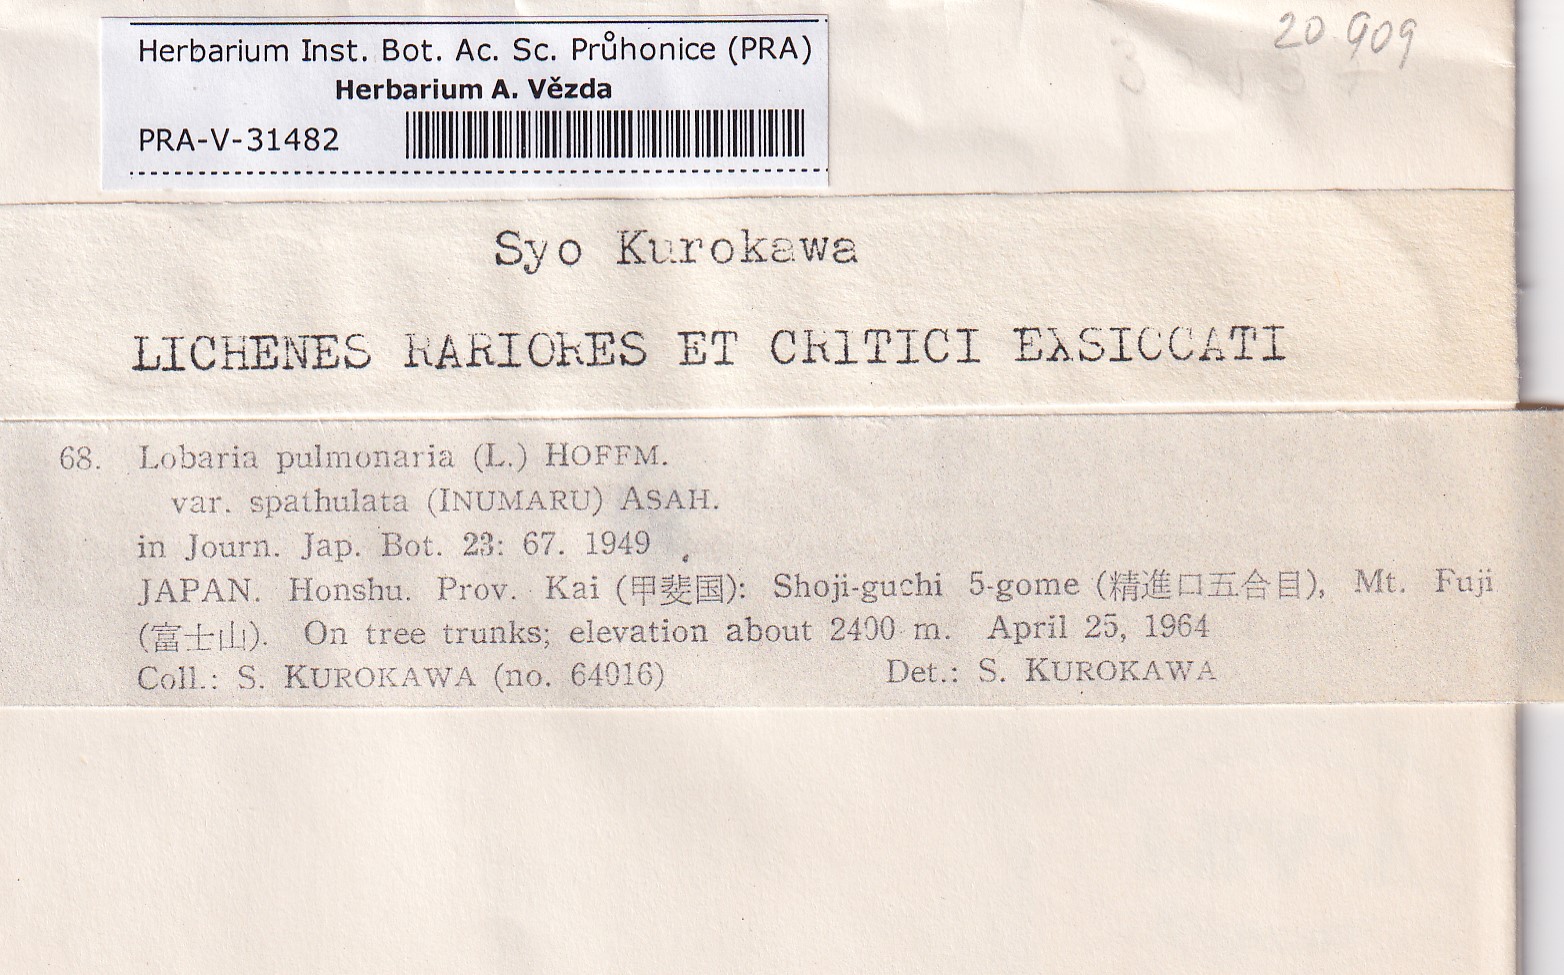 20 909
Herbarium Inst. Bot. Ac. Sc. Průhonice (PRA)
Herbarium A. Vězda
PRA-V-31482
Syo Kurokawa
LICHENES RARIORES ET CRITICI EXSICCATI
68. Lobaria pulmonaria (L.) HOFFM.
var. spathulata (INUMARU) ASAH.
in Journ. Jap. Bot. 23: 67. 1949
JAPAN. Honshu. Prov. Kai (甲斐国): Shoji-guchi 5-gome (精進口五合目), Mt. Fuji
(富士山). On tree trunks; elevation about 2400 m. April 25, 1964
Coll.: S. KUROKAWA (no. 64016) Det.: S. KUROKAWA